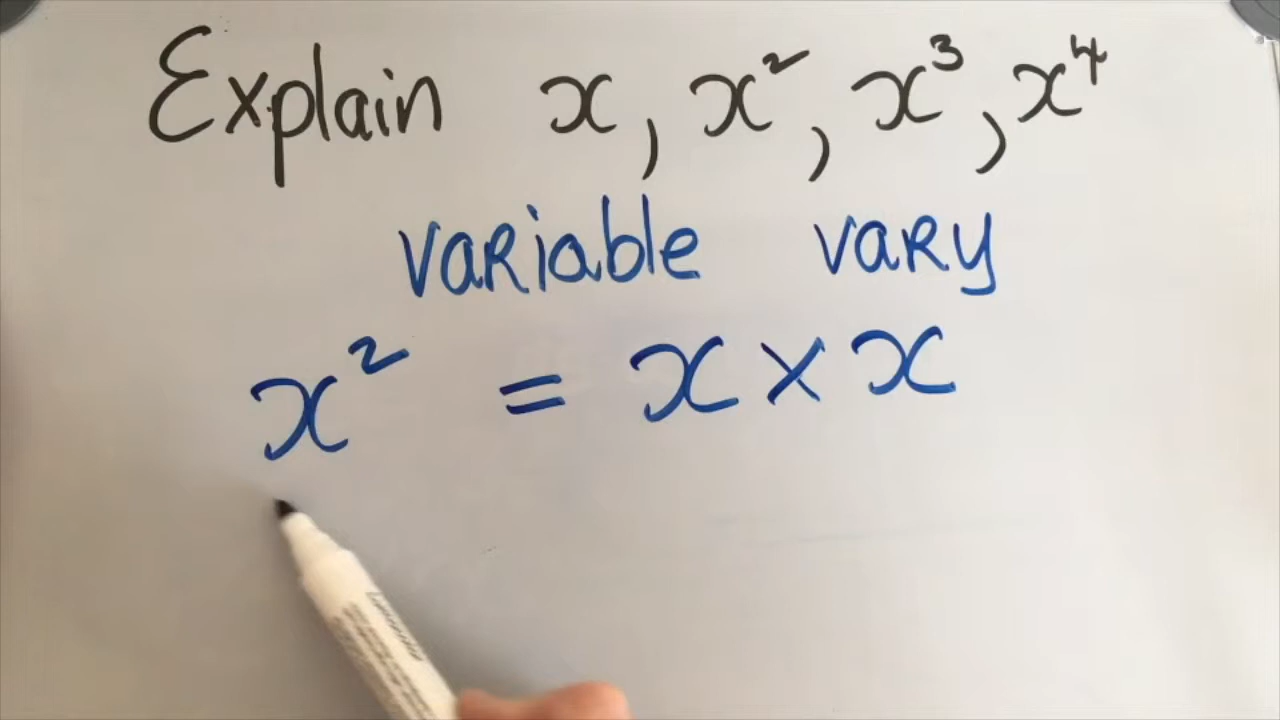 Explain x, x², x³, x⁴
variable vary
x² = x × x